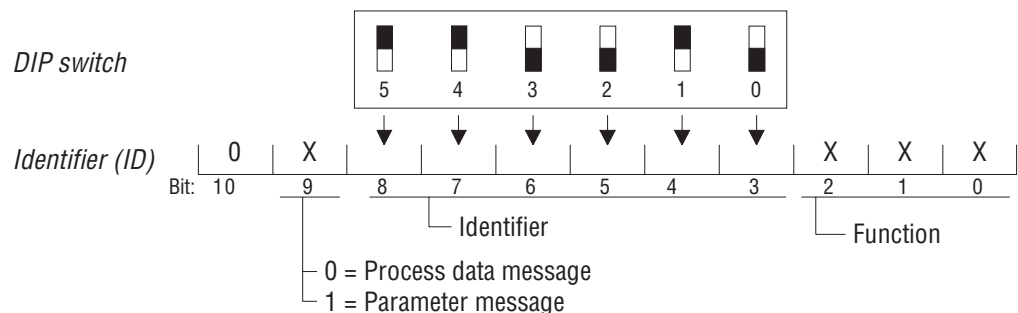 DIP switch
5 4 3 2 1 0
Identifier (ID) 0 X X X X
Bit: 10 9 8 7 6 5 4 3 2 1 0
Identifier
Function
0 = Process data message
1 = Parameter message